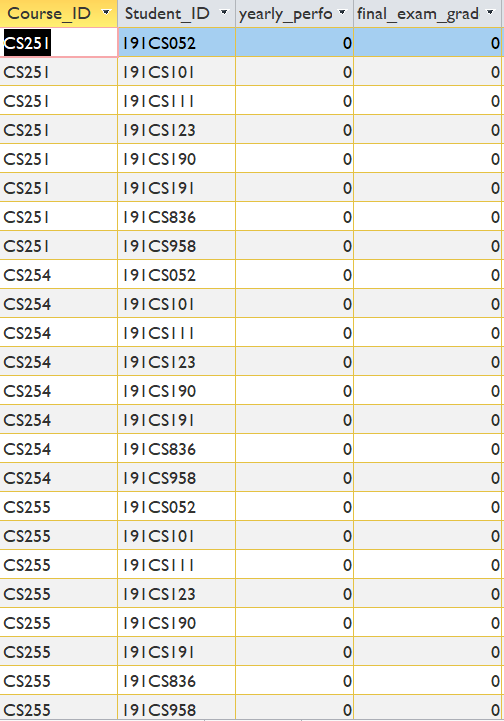 Course_ID Student_ID yearly_perfo final_exam_grad
CS251 191CS052 0 0
CS251 191CS101 0 0
CS251 191CS111 0 0
CS251 191CS123 0 0
CS251 191CS190 0 0
CS251 191CS191 0 0
CS251 191CS836 0 0
CS251 191CS958 0 0
CS254 191CS052 0 0
CS254 191CS101 0 0
CS254 191CS111 0 0
CS254 191CS123 0 0
CS254 191CS190 0 0
CS254 191CS191 0 0
CS254 191CS836 0 0
CS254 191CS958 0 0
CS255 191CS052 0 0
CS255 191CS101 0 0
CS255 191CS111 0 0
CS255 191CS123 0 0
CS255 191CS190 0 0
CS255 191CS191 0 0
CS255 191CS836 0 0
CS255 191CS958 0 0